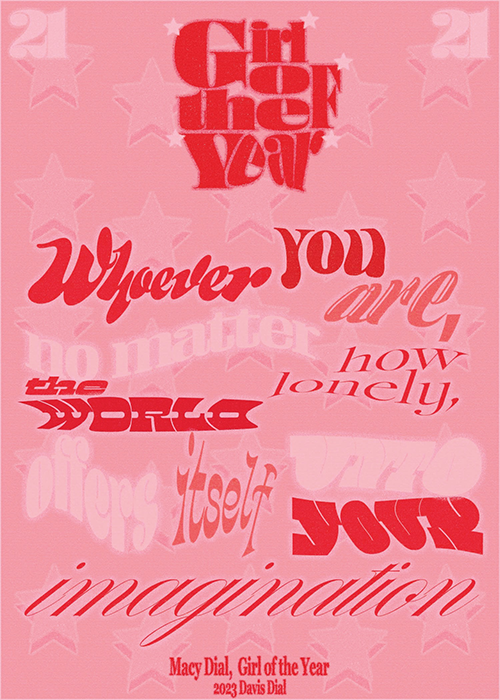 21
21
Girl
OF
the
Year
Whoever you
are,
no matter
how
lonely,
the
WORLD
offers itself UNTO
YOUR
imagination
Macy Dial, Girl of the Year
2023 Davis Dial